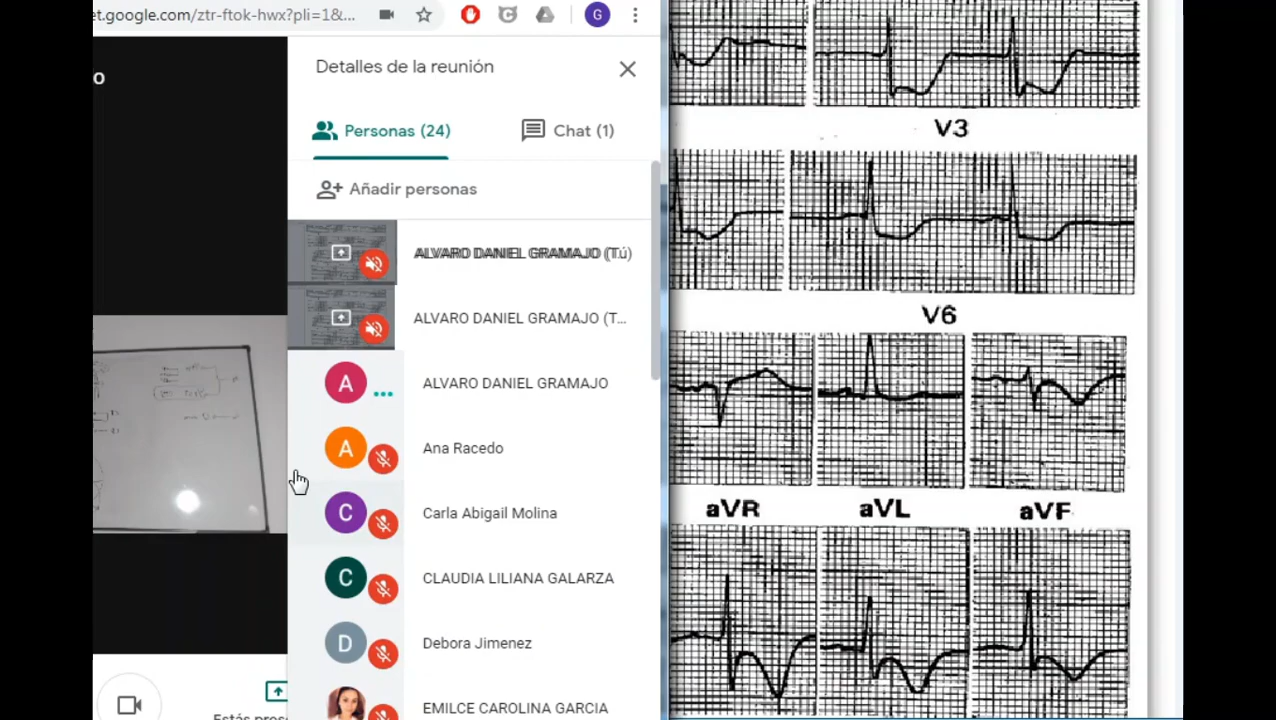 et.google.com/ztr-ftok-hwx?pli=1&...
G
o
Detalles de la reunión
Personas (24)
Chat (1)
Añadir personas
ALVARO DANIEL GRAMAJO (Tú)
ALVARO DANIEL GRAMAJO (T...
A
ALVARO DANIEL GRAMAJO
A
Ana Racedo
C
Carla Abigail Molina
C
CLAUDIA LILIANA GALARZA
D
Debora Jimenez
EMILCE CAROLINA GARCIA
Estás pres
V3
V6
aVR
aVL
aVF